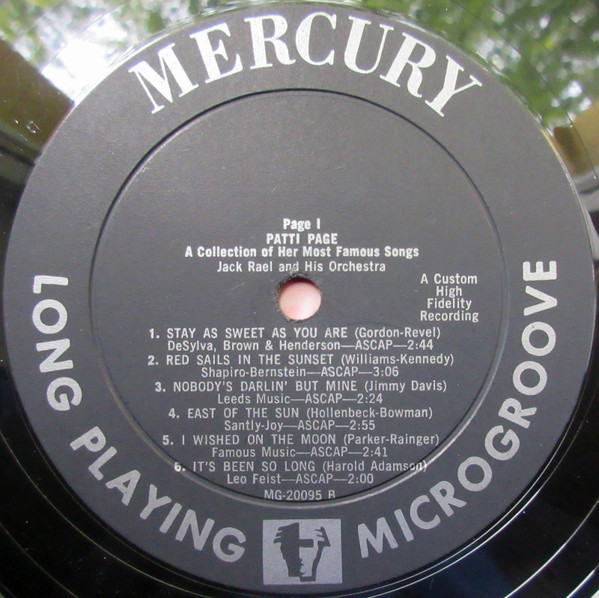 MERCURY
Page I
PATTI PAGE
A Collection of Her Most Famous Songs
Jack Rael and His Orchestra
A Custom
High
Fidelity
Recording
1. STAY AS SWEET AS YOU ARE (Gordon-Revel)
DeSylva, Brown & Henderson—ASCAP—2:44
2. RED SAILS IN THE SUNSET (Williams-Kennedy)
Shapiro-Bernstein—ASCAP—3:06
3. NOBODY'S DARLIN' BUT MINE (Jimmy Davis)
Leeds Music—ASCAP—2:24
4. EAST OF THE SUN (Hollenbeck-Bowman)
Santly-Joy—ASCAP—2:55
5. I WISHED ON THE MOON (Parker-Rainger)
Famous Music—ASCAP—2:41
6. IT'S BEEN SO LONG (Harold Adamson)
Leo Feist—ASCAP—2:00
MG-20095 B
LONG PLAYING MICROGROOVE